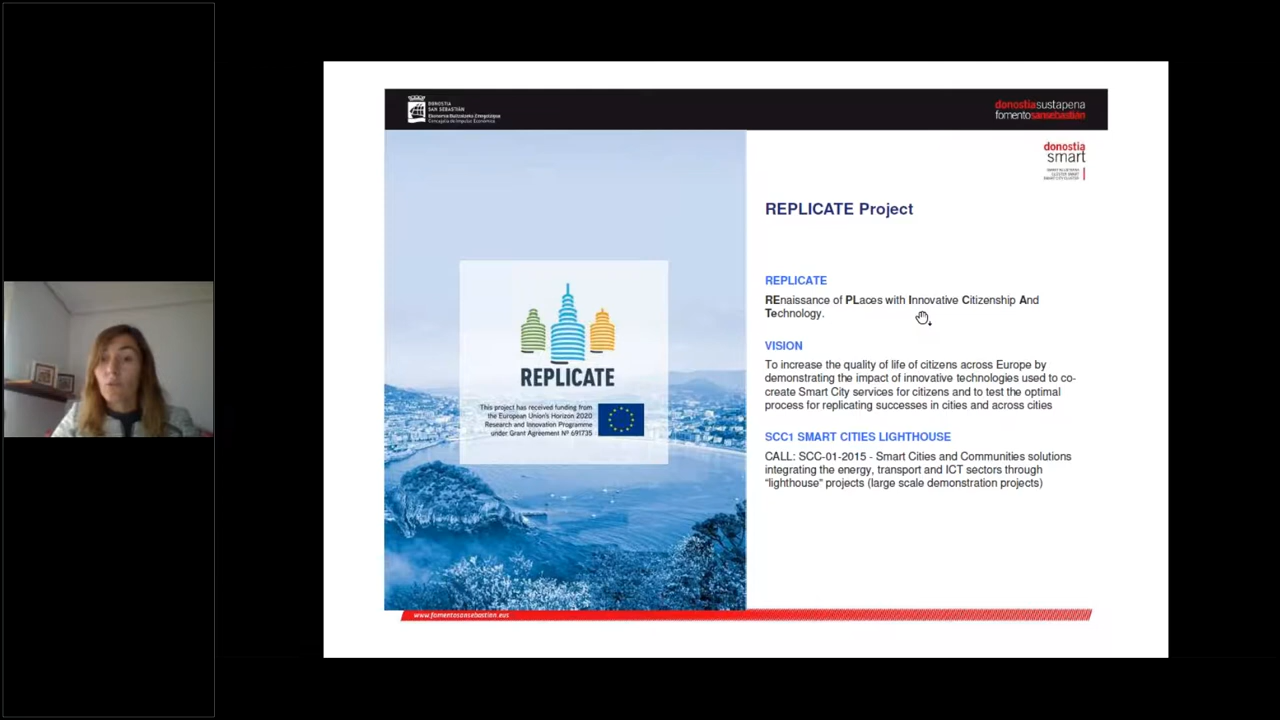 DONOSTIA
SAN SEBASTIÁN
Ekonomia Sustapena
donostiasustapena
fomentosansebastián
donostia
smart
REPLICATE Project
REPLICATE
REnaissance of PLaces with Innovative Citizenship And
Technology.
VISION
To increase the quality of life of citizens across Europe by
demonstrating the impact of innovative technologies used to co-
create Smart City services for citizens and to test the optimal
process for replicating successes in cities and across cities
SCC1 SMART CITIES LIGHTHOUSE
CALL: SCC-01-2015 - Smart Cities and Communities solutions
integrating the energy, transport and ICT sectors through
“lighthouse” projects (large scale demonstration projects)
REPLICATE
This project has received funding from
the European Union's Horizon 2020
Research and Innovation Programme
under Grant Agreement Nº 691735
www.fomentosansebastian.eus